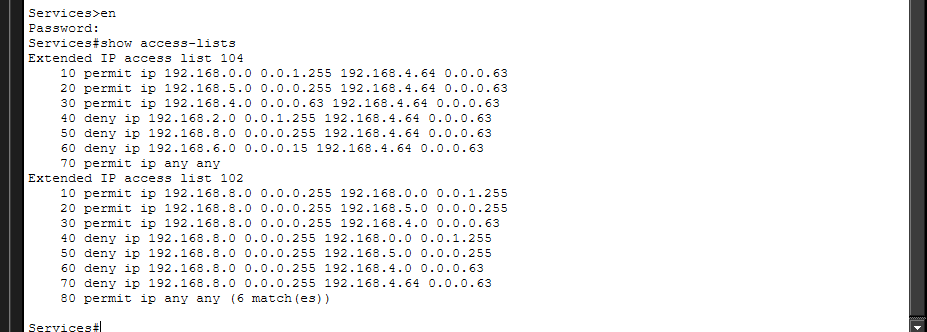 Services>en
Password:
Services#show access-lists
Extended IP access list 104
10 permit ip 192.168.0.0 0.0.1.255 192.168.4.64 0.0.0.63
20 permit ip 192.168.5.0 0.0.0.255 192.168.4.64 0.0.0.63
30 permit ip 192.168.4.0 0.0.0.63 192.168.4.64 0.0.0.63
40 deny ip 192.168.2.0 0.0.1.255 192.168.4.64 0.0.0.63
50 deny ip 192.168.8.0 0.0.0.255 192.168.4.64 0.0.0.63
60 deny ip 192.168.6.0 0.0.0.15 192.168.4.64 0.0.0.63
70 permit ip any any
Extended IP access list 102
10 permit ip 192.168.8.0 0.0.0.255 192.168.0.0 0.0.1.255
20 permit ip 192.168.8.0 0.0.0.255 192.168.5.0 0.0.0.255
30 permit ip 192.168.8.0 0.0.0.255 192.168.4.0 0.0.0.63
40 deny ip 192.168.8.0 0.0.0.255 192.168.0.0 0.0.1.255
50 deny ip 192.168.8.0 0.0.0.255 192.168.5.0 0.0.0.255
60 deny ip 192.168.8.0 0.0.0.255 192.168.4.0 0.0.0.63
70 deny ip 192.168.8.0 0.0.0.255 192.168.4.64 0.0.0.63
80 permit ip any any (6 match(es))
Services#